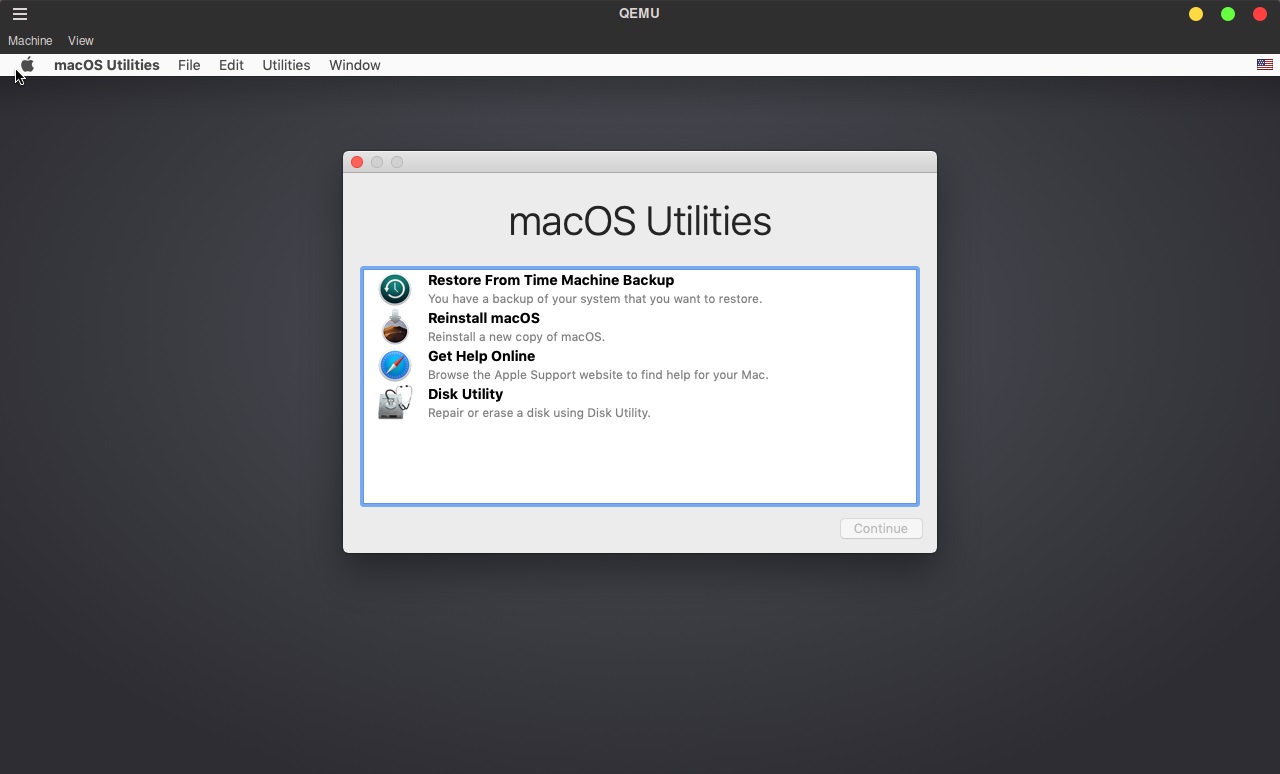 QEMU
Machine View
macOS Utilities File Edit Utilities Window
macOS Utilities
Restore From Time Machine Backup
You have a backup of your system that you want to restore.
Reinstall macOS
Reinstall a new copy of macOS.
Get Help Online
Browse the Apple Support website to find help for your Mac.
Disk Utility
Repair or erase a disk using Disk Utility.
Continue